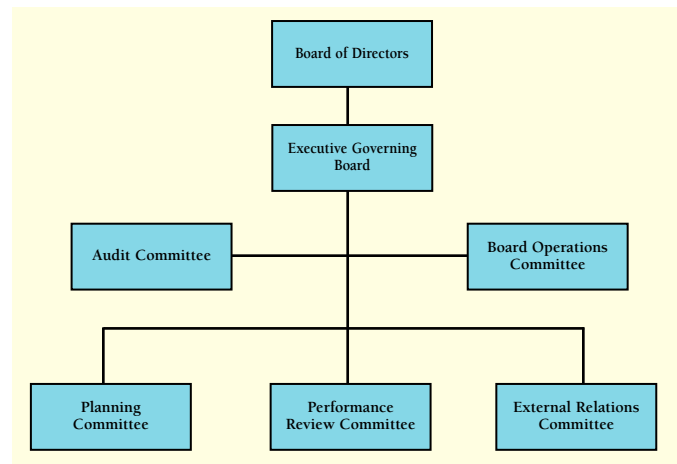 Board of Directors
Executive Governing
Board
Audit Committee
Board Operations
Committee
Planning
Committee
Performance
Review Committee
External Relations
Committee